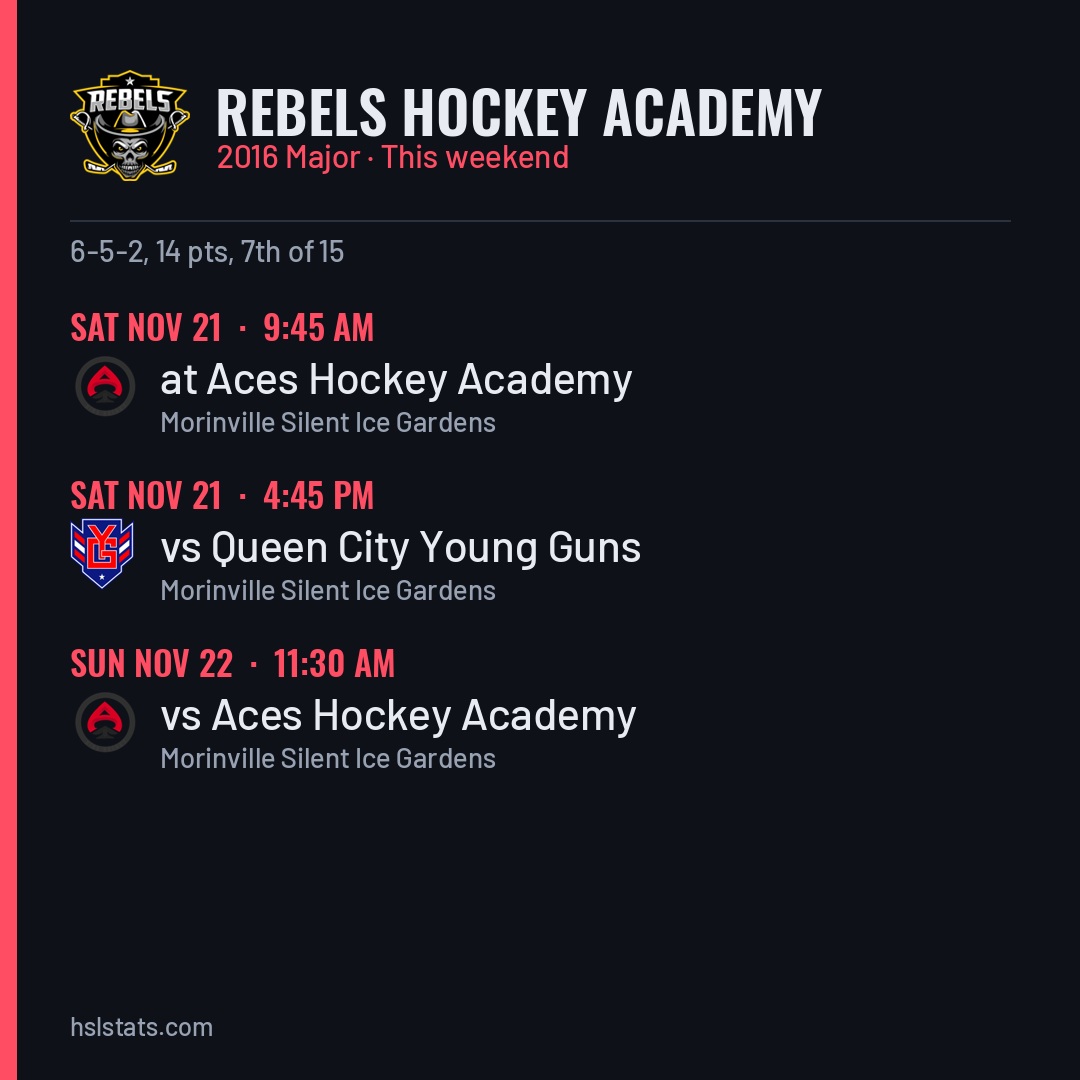 REBELS
REBELS HOCKEY ACADEMY
2016 Major · This weekend
6-5-2, 14 pts, 7th of 15
SAT NOV 21 · 9:45 AM
at Aces Hockey Academy
Morinville Silent Ice Gardens
SAT NOV 21 · 4:45 PM
YG
vs Queen City Young Guns
Morinville Silent Ice Gardens
SUN NOV 22 · 11:30 AM
vs Aces Hockey Academy
Morinville Silent Ice Gardens
hslstats.com